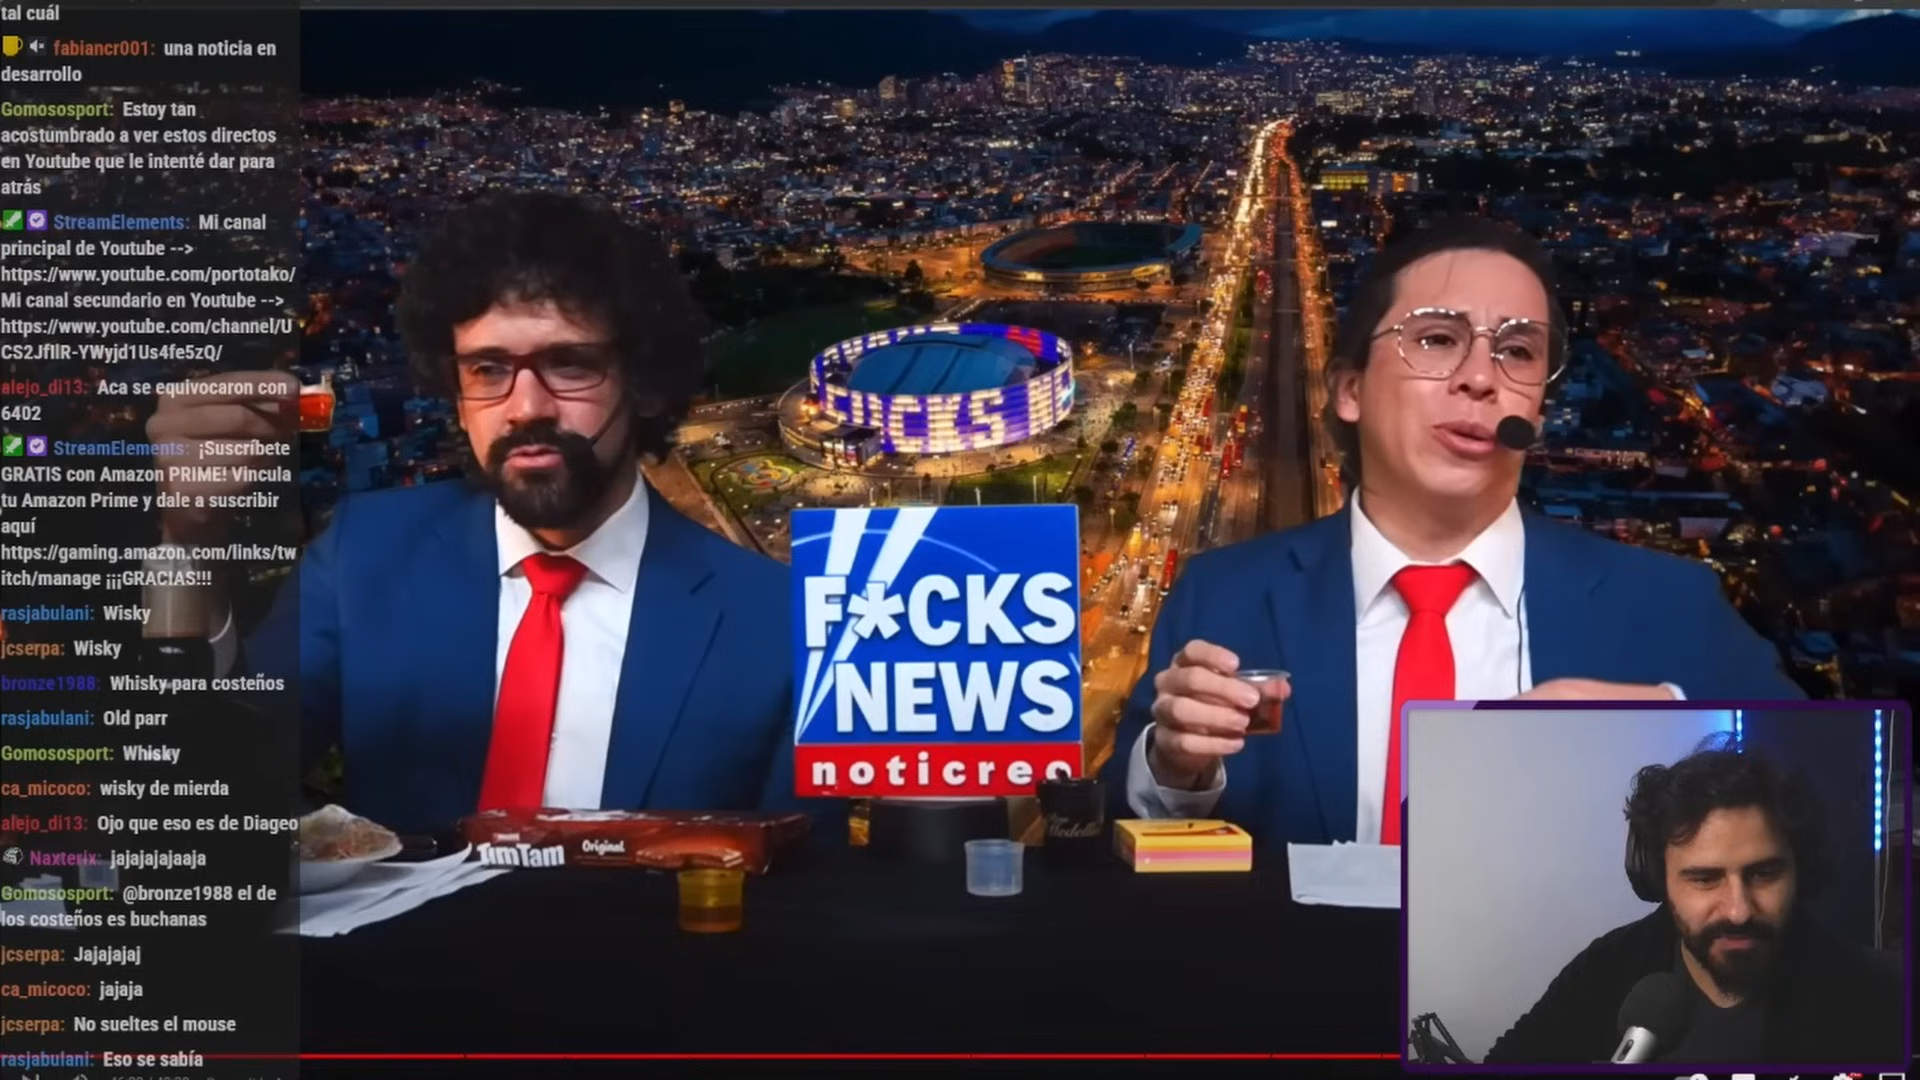 tal cuál
fabiancr001: una noticia en
desarrollo
Gomososport: Estoy tan
acostumbrado a ver estos directos
en Youtube que le intenté dar para
atrás
StreamElements: Mi canal
principal de Youtube -->
https://www.youtube.com/portotako/
Mi canal secundario en Youtube -->
https://www.youtube.com/channel/U
CS2JfIlR-YWyjd1Us4fe5zQ/
alejo_di13: Aca se equivocaron con
6402
StreamElements: ¡Suscríbete
GRATIS con Amazon PRIME! Vincula
tu Amazon Prime y dale a suscribir
aquí
https://gaming.amazon.com/links/tw
itch/manage ¡¡¡GRACIAS!!!
rasjabulani: Wisky
jcserpa: Wisky
bronze1988: Whisky para costeños
rasjabulani: Old parr
Gomososport: Whisky
ca_micoco: wisky de mierda
alejo_di13: Ojo que eso es de Diageo
Naxterix: jajajajajaaja
Gomososport: @bronze1988 el de
los costeños es buchanas
jcserpa: Jajajajaj
ca_micoco: jajaja
jcserpa: No sueltes el mouse
rasjabulani: Eso se sabía
F*CKS
NEWS
noticreo
TimTam Original